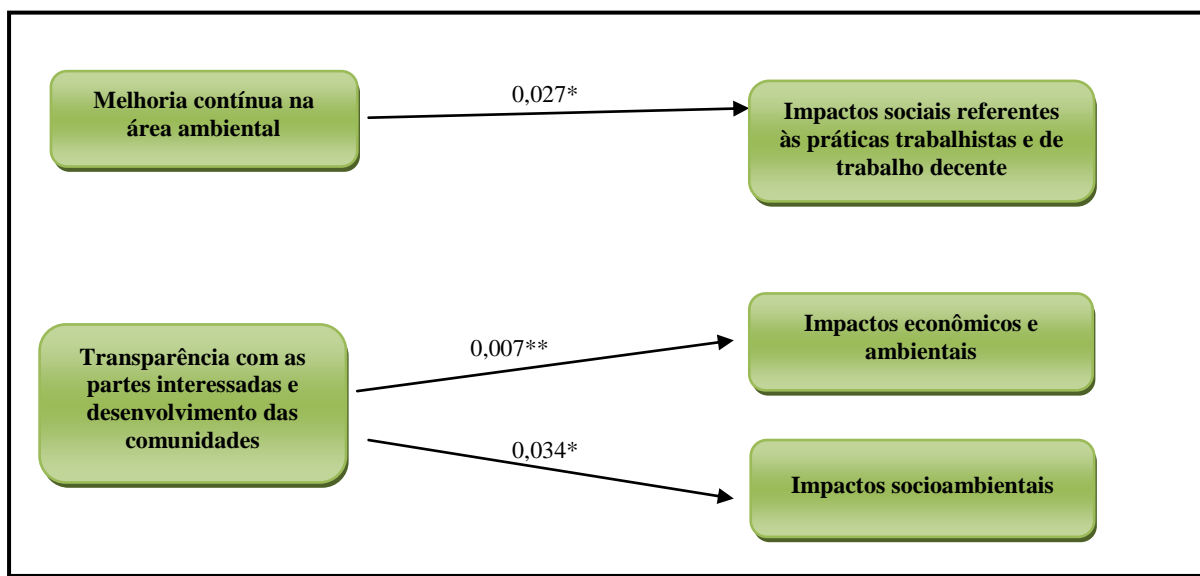 Melhoria contínua na
área ambiental
0,027*
Impactos sociais referentes
às práticas trabalhistas e de
trabalho decente
Transparência com as
partes interessadas e
desenvolvimento das
comunidades
0,007**
Impactos econômicos e
ambientais
0,034*
Impactos socioambientais